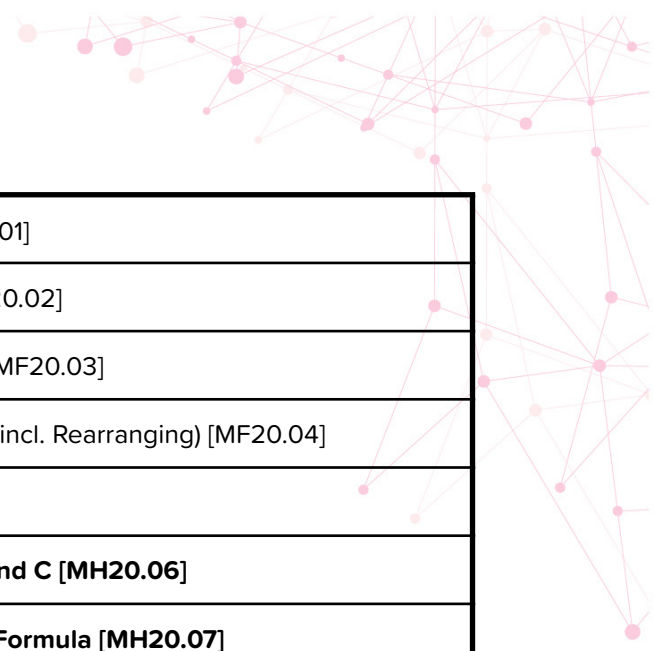 01]
0.02]
MF20.03]
incl. Rearranging) [MF20.04]
nd C [MH20.06]
Formula [MH20.07]